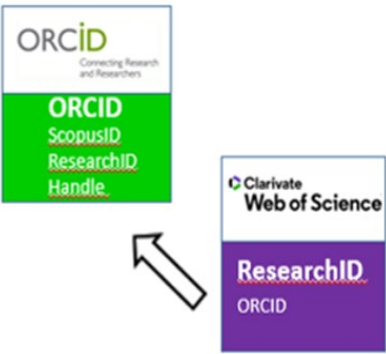 ORCiD
Connecting Research
and Researchers
ORCID
ScopusID
ResearchID
Handle
Clarivate
Web of Science
ResearchID
ORCID